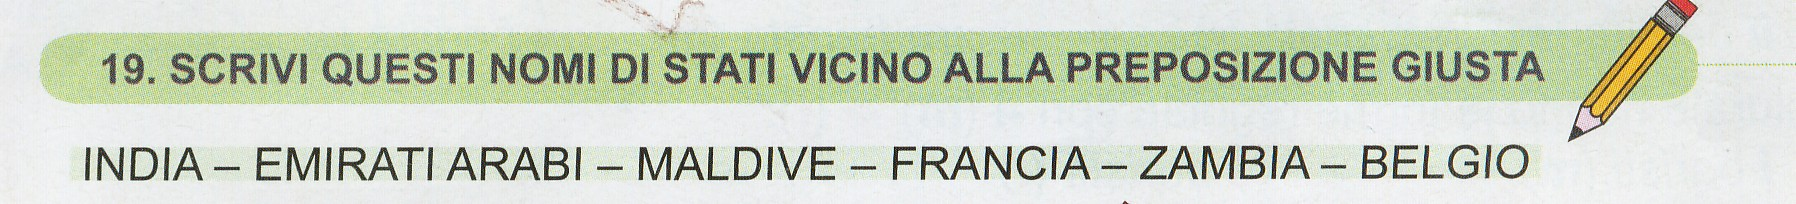 19. SCRIVI QUESTI NOMI DI STATI VICINO ALLA PREPOSIZIONE GIUSTA
INDIA – EMIRATI ARABI – MALDIVE – FRANCIA – ZAMBIA – BELGIO